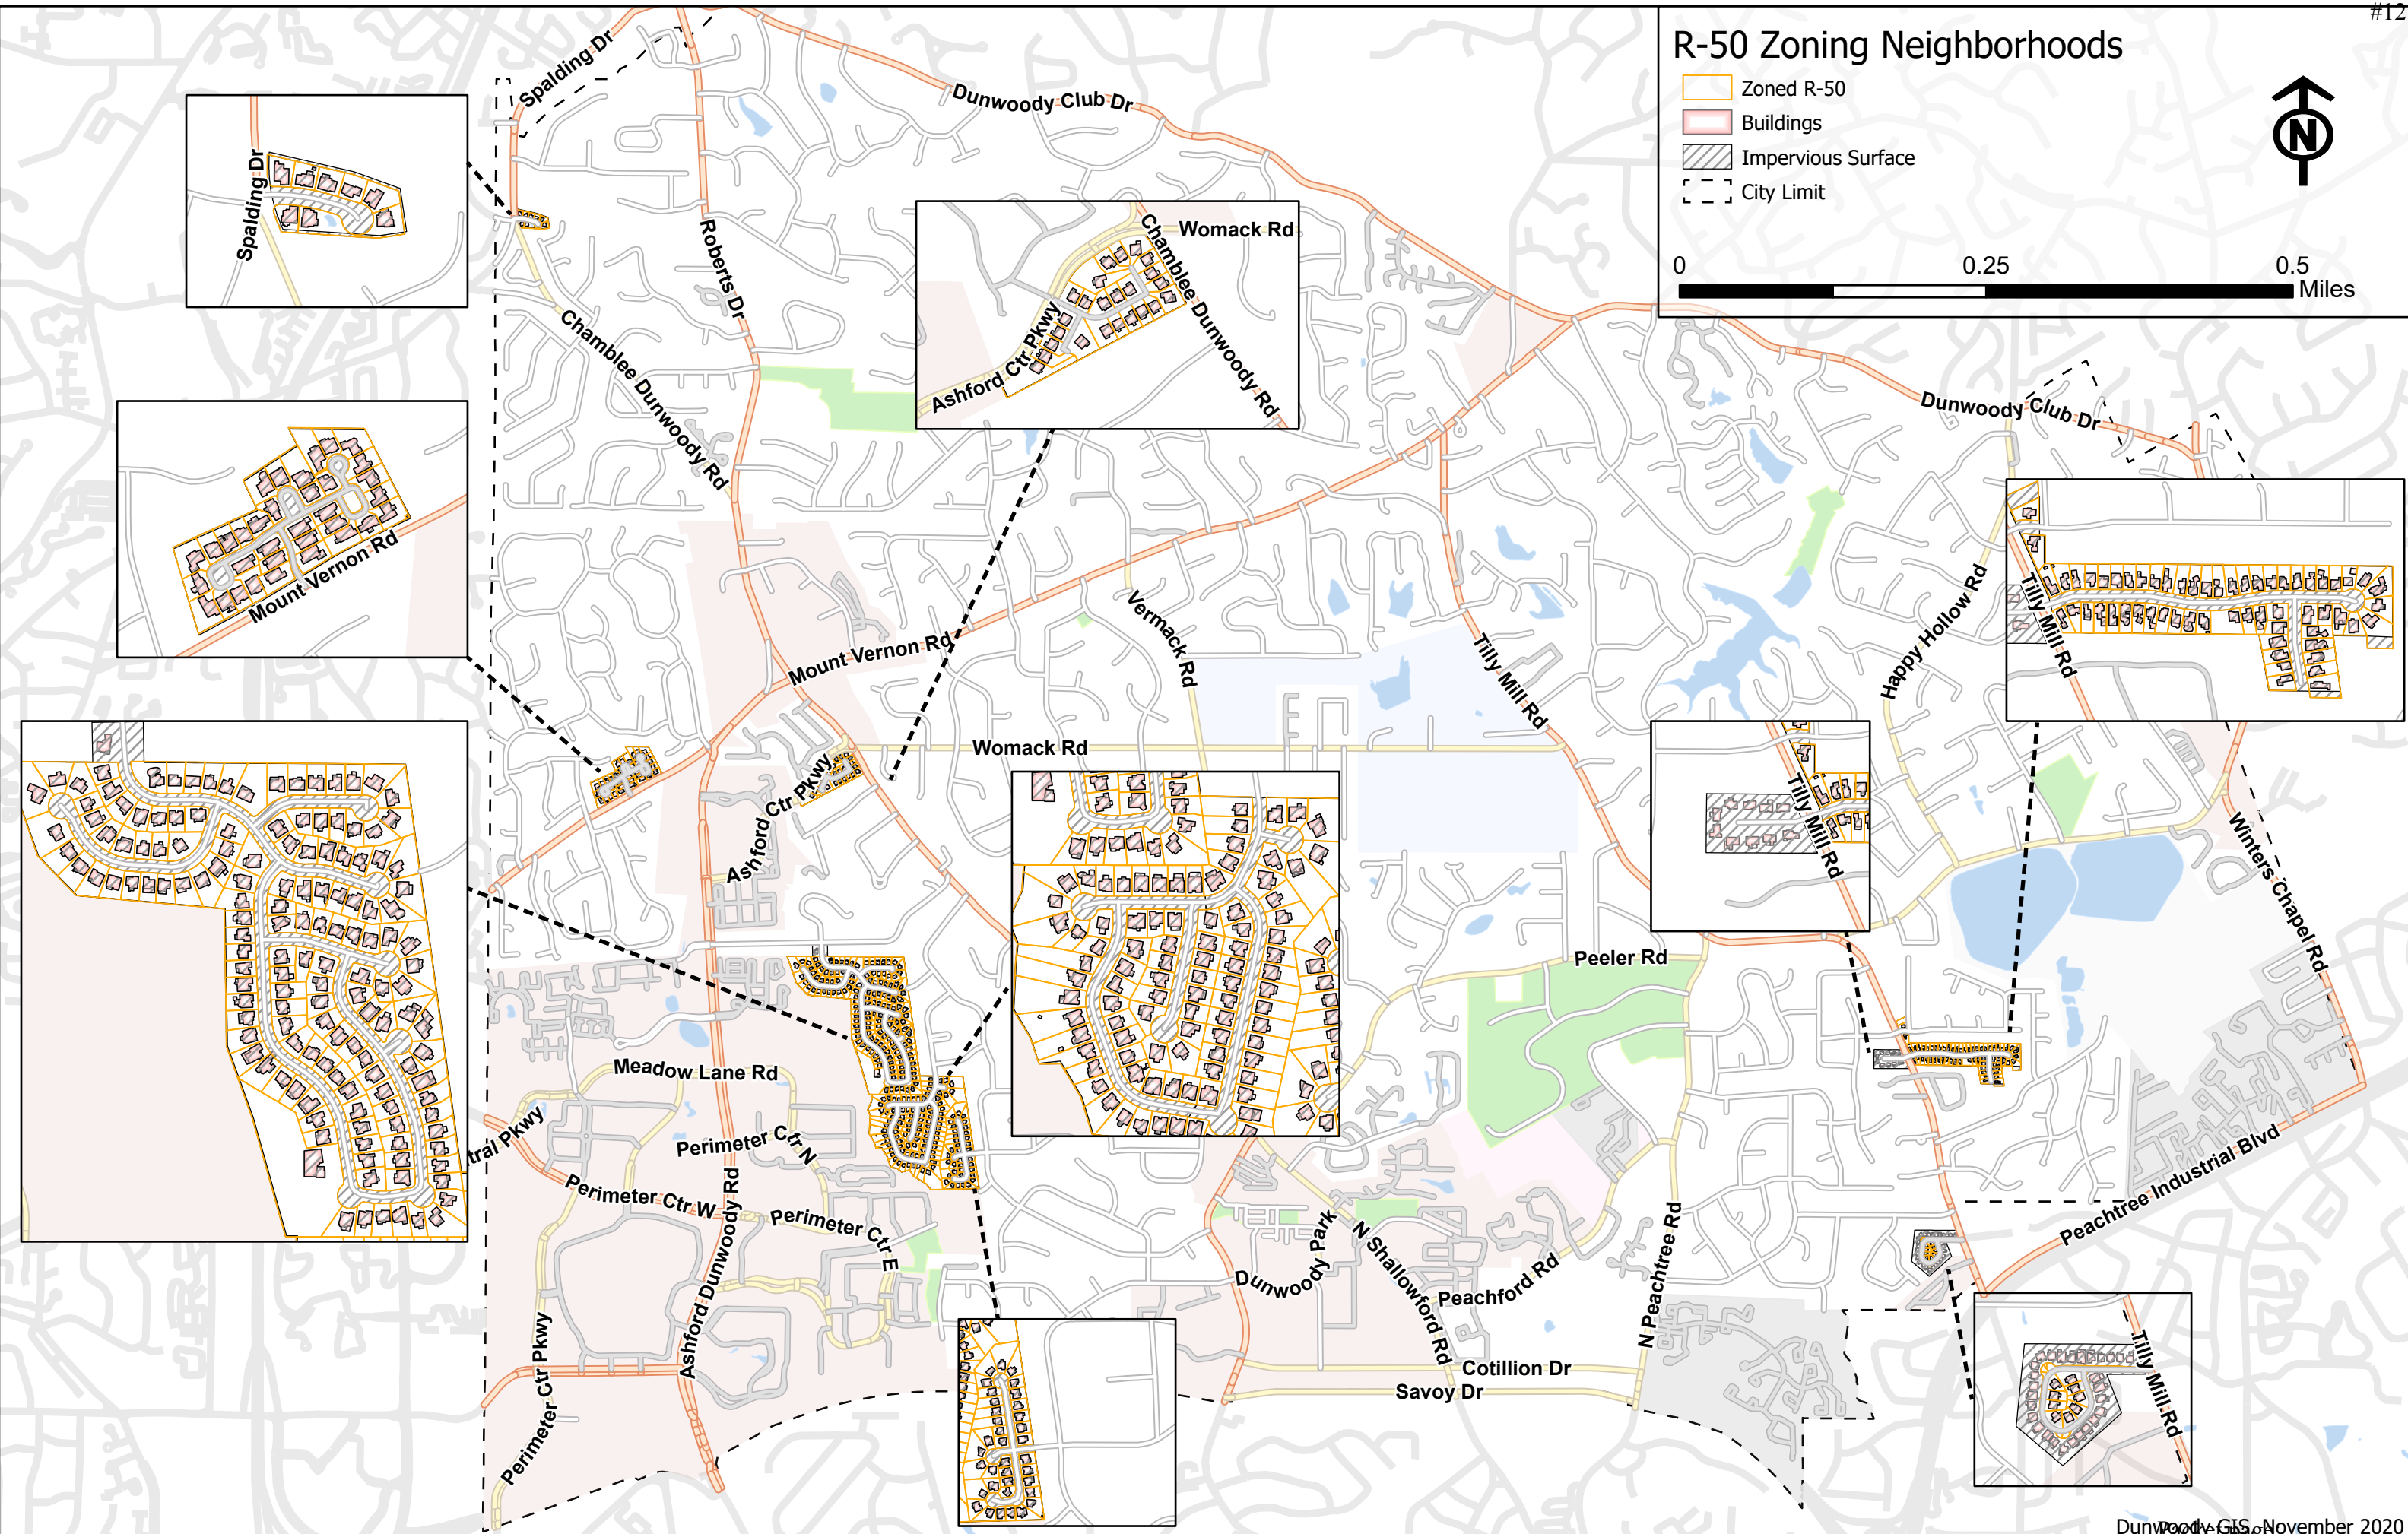 #12
R-50 Zoning Neighborhoods
Zoned R-50
Buildings
Impervious Surface
City Limit
N
0 0.25 0.5
Miles
Spalding Dr
Dunwoody Club Dr
Spalding Dr
Roberts Dr
Womack Rd
Chamblee Dunwoody Rd
Ashford Ctr Pkwy
Chamblee Dunwoody Rd
Dunwoody Club Dr
Mount Vernon Rd
Mount Vernon Rd
Vermack Rd
Tilly Mill Rd
Happy Hollow Rd
Tilly Mill Rd
Womack Rd
Ashford Ctr Pkwy
Tilly Mill Rd
Winters Chapel Rd
Peeler Rd
Meadow Lane Rd
tral Pkwy
Perimeter Ctr N
Perimeter Ctr W
Perimeter Ctr E
Ashford Dunwoody Rd
Perimeter Ctr Pkwy
Dunwoody Park
N Shallowford Rd
Peachford Rd
N Peachtree Rd
Peachtree Industrial Blvd
Cotillion Dr
Savoy Dr
Tilly Mill Rd
Dunwoody GIS, November 2020